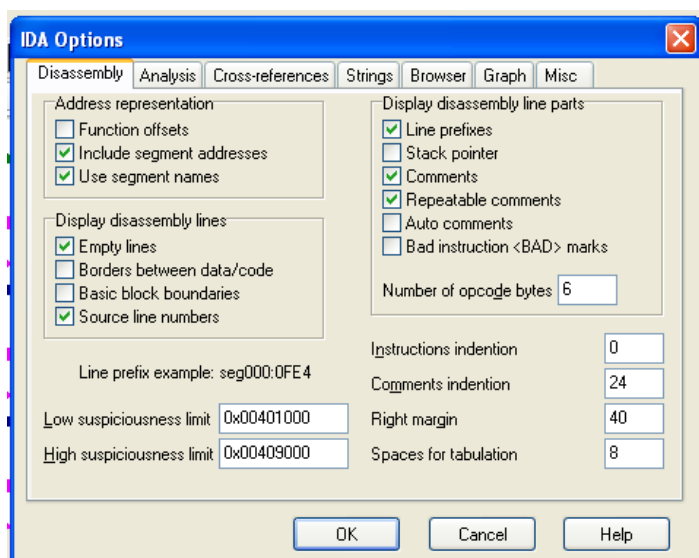 IDA Options
Disassembly Analysis Cross-references Strings Browser Graph Misc
Address representation
Function offsets
Include segment addresses
Use segment names
Display disassembly lines
Empty lines
Borders between data/code
Basic block boundaries
Source line numbers
Line prefix example: seg000:0FE4
Low suspiciousness limit 0x00401000
High suspiciousness limit 0x00409000
Display disassembly line parts
Line prefixes
Stack pointer
Comments
Repeatable comments
Auto comments
Bad instruction <BAD> marks
Number of opcode bytes 6
Instructions indention 0
Comments indention 24
Right margin 40
Spaces for tabulation 8
OK Cancel Help